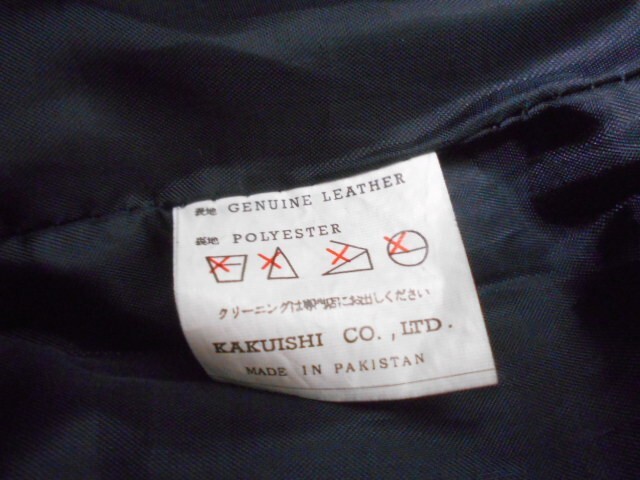 表地 GENUINE LEATHER
裏地 POLYESTER
クリーニングは専門店にお出しください
KAKUISHI CO.,LTD.
MADE IN PAKISTAN